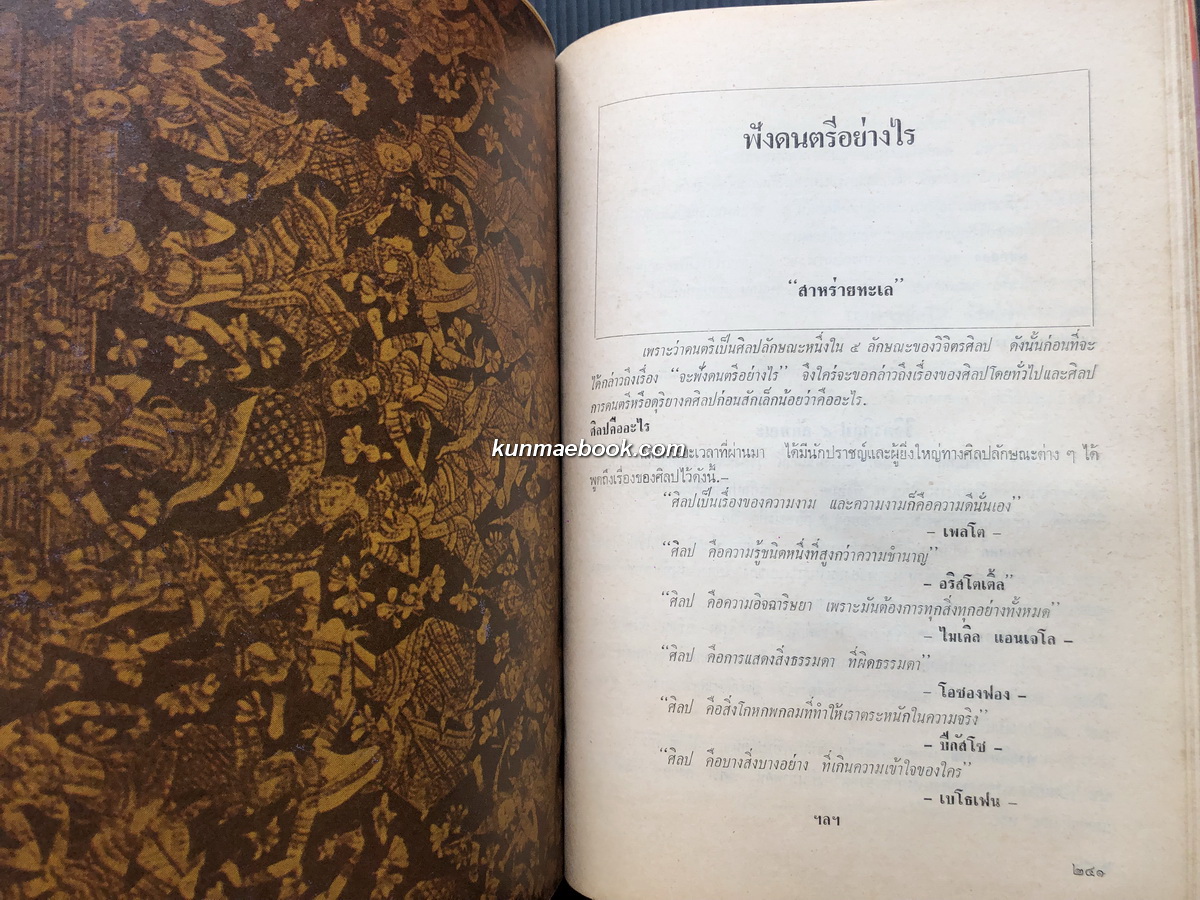 ฟังดนตรีอย่างไร
“สาหร่ายทะเล”
เพราะว่าดนตรีเป็นศิลปลักษณะหนึ่งใน ๕ ลักษณะของวิจิตรศิลป ดังนั้นก่อนที่จะ
ได้กล่าวถึงเรื่อง “จะฟังดนตรีอย่างไร” จึงใคร่จะขอกล่าวถึงเรื่องของศิลปโดยทั่วไปและศิลป
การดนตรีหรือดุริยางคศิลปก่อนสักเล็กน้อยว่าคืออะไร.
ศิลปคืออะไร
kunmaebook.com
ระเวลาที่ผ่านมา ได้มีนักปราชญ์และผู้ยิ่งใหญ่ทางศิลปลักษณะต่าง ๆ ได้
พูดถึงเรื่องของศิลปไว้ดังนี้.–
“ศิลปเป็นเรื่องของความงาม และความงามก็คือความดีนั่นเอง”
– เพลโต –
“ศิลป คือความรู้ชนิดหนึ่งที่สูงกว่าความชำนาญ”
– อริสโตเติ้ล”
“ศิลป คือความอิจฉาริษยา เพราะมันต้องการทุกสิ่งทุกอย่างทั้งหมด”
– ไมเคิล แอนเจโล –
“ศิลป คือการแสดงสิ่งธรรมดา ที่ผิดธรรมดา”
– โอซองฟอง –
“ศิลป คือสิ่งโกหกพกลมที่ทำให้เราตระหนักในความจริง”
– ปีกัสโซ –
“ศิลป คือบางสิ่งบางอย่าง ที่เกินความเข้าใจของใคร”
– เบโธเฟน –
ฯลฯ
๒๔๑